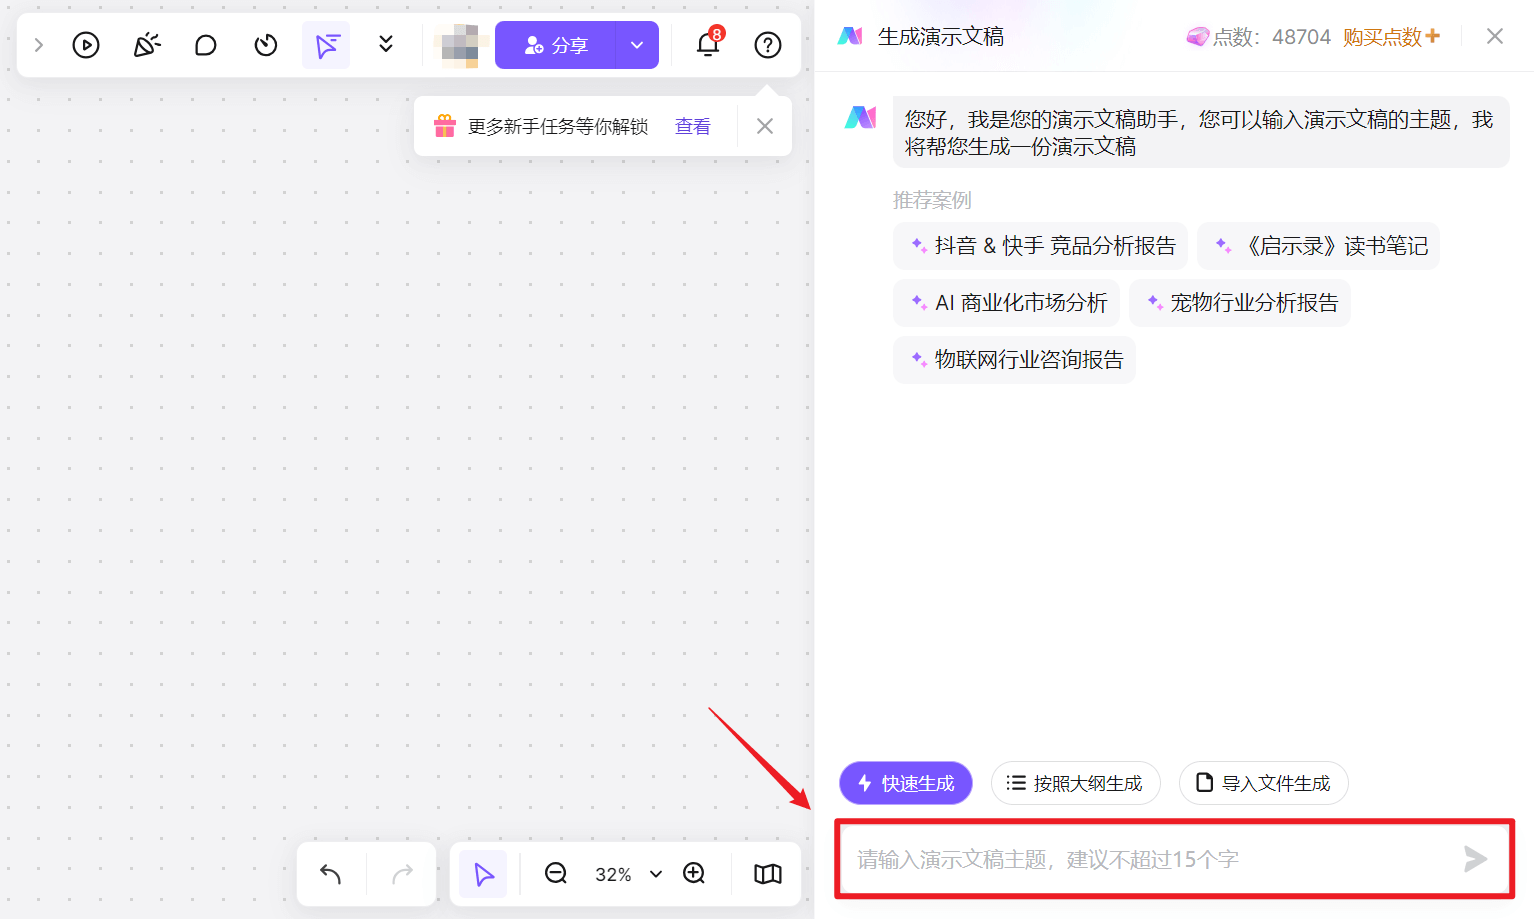 分享
8
更多新手任务等你解锁 查看
生成演示文稿
点数：48704 购买点数
您好，我是您的演示文稿助手，您可以输入演示文稿的主题，我
将帮您生成一份演示文稿
推荐案例
抖音 & 快手 竞品分析报告
《启示录》读书笔记
AI 商业化市场分析
宠物行业分析报告
物联网行业咨询报告
快速生成
按照大纲生成
导入文件生成
请输入演示文稿主题，建议不超过15个字
32%